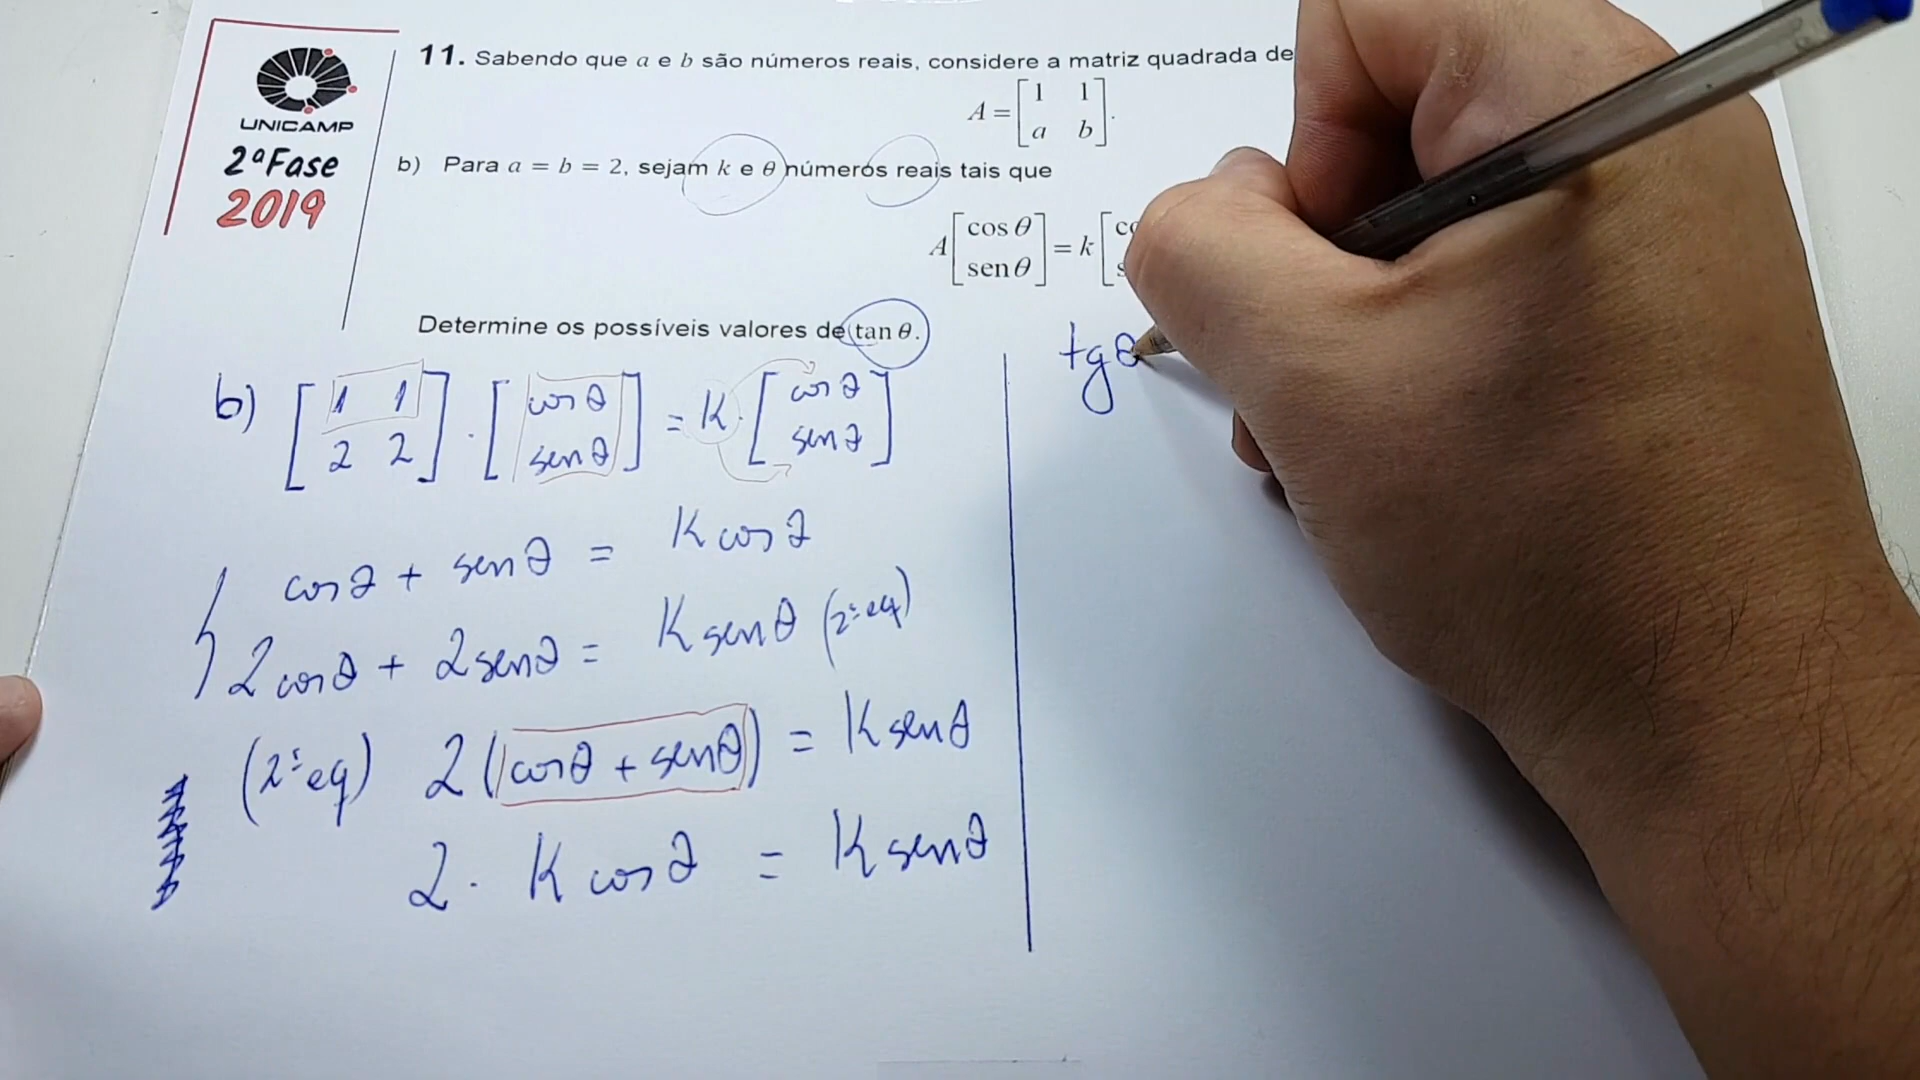 UNICAMP
2ªFase
2019
11. Sabendo que a e b são números reais, considere a matriz quadrada de
A = [1 1
a b].
b) Para a = b = 2, sejam k e θ números reais tais que
A [cos θ
sen θ] = k [
Determine os possíveis valores de tan θ.
b) [1 1
2 2] · [cos θ
sen θ] = K · [cos θ
sen θ]
cos θ + sen θ = K cos θ
2 cos θ + 2 sen θ = K sen θ (2ª eq)
(2ª eq) 2 (cos θ + sen θ) = K sen θ
2 · K cos θ = K sen θ
tg θ